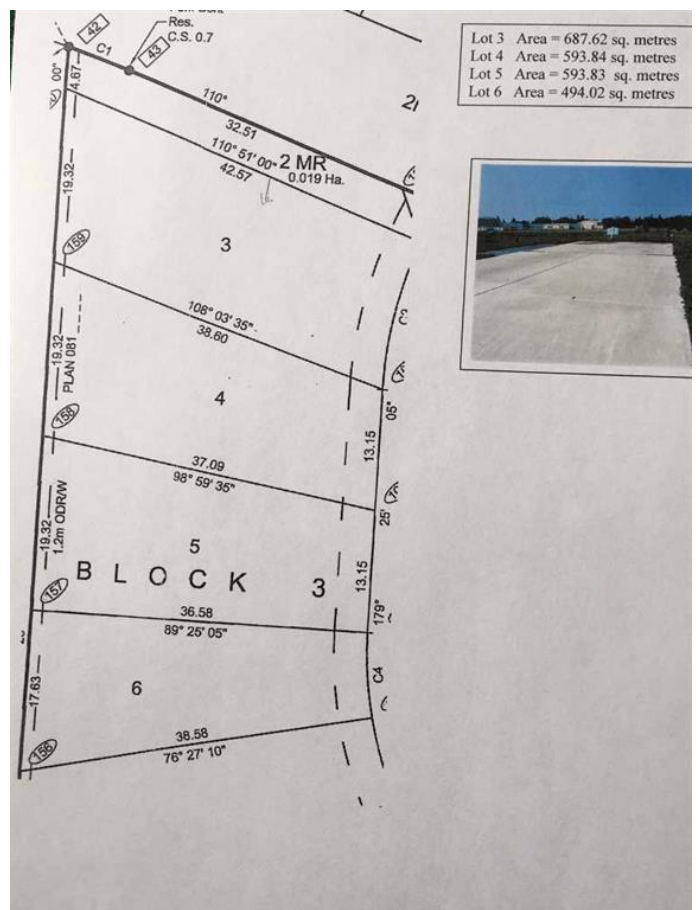 Res.
C.S. 0.7
42
C1
43
00"
4.67
110°
32.51
110° 51' 00"
42.57
2 MR
0.019 Ha.
19.32
159
3
C2
108° 03' 35"
38.60
19.32
PLAN 081
4
158
05"
13.15
37.09
98° 59' 35"
25'
19.32
1.2m ODR/W
5
BLOCK 3
157
13.15
36.58
89° 25' 05"
179°
17.63
6
C4
38.58
76° 27' 10"
156
Lot 3 Area = 687.62 sq. metres
Lot 4 Area = 593.84 sq. metres
Lot 5 Area = 593.83 sq. metres
Lot 6 Area = 494.02 sq. metres